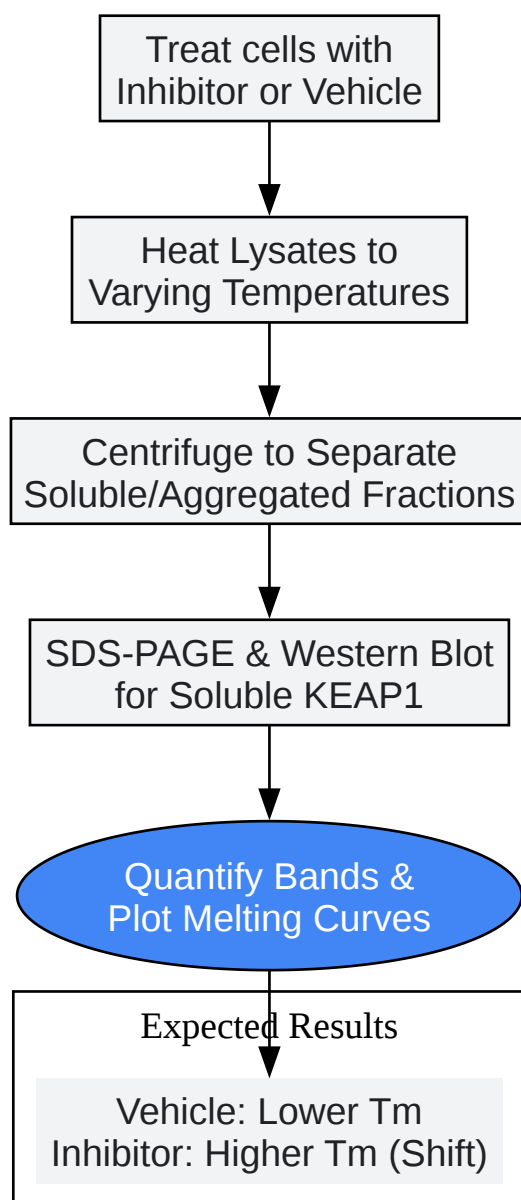 Treat cells with
Inhibitor or Vehicle
Heat Lysates to
Varying Temperatures
Centrifuge to Separate
Soluble/Aggregated Fractions
SDS-PAGE & Western Blot
for Soluble KEAP1
Quantify Bands &
Plot Melting Curves
Expected Results
Vehicle: Lower Tm
Inhibitor: Higher Tm (Shift)